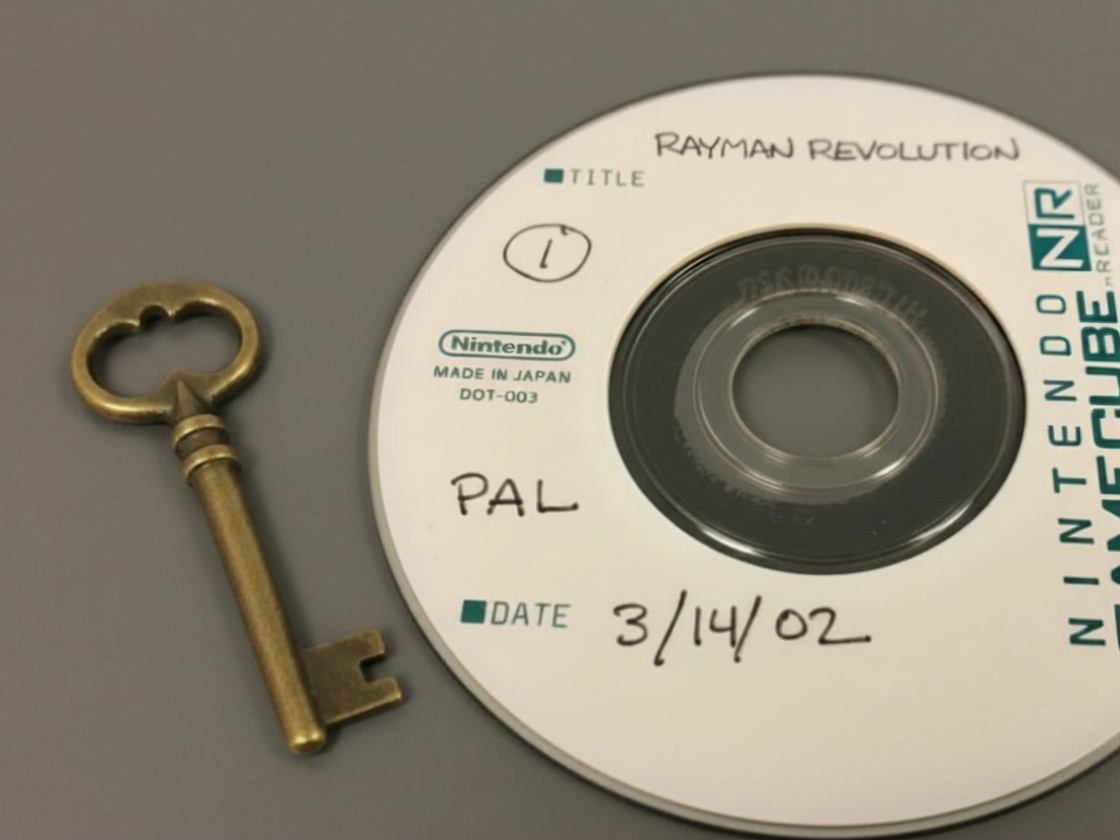 RAYMAN REVOLUTION
TITLE
1
Nintendo®
MADE IN JAPAN
DOT-003
PAL
DATE 3/14/02
NR
READER
NINTENDO
GAMECUBE